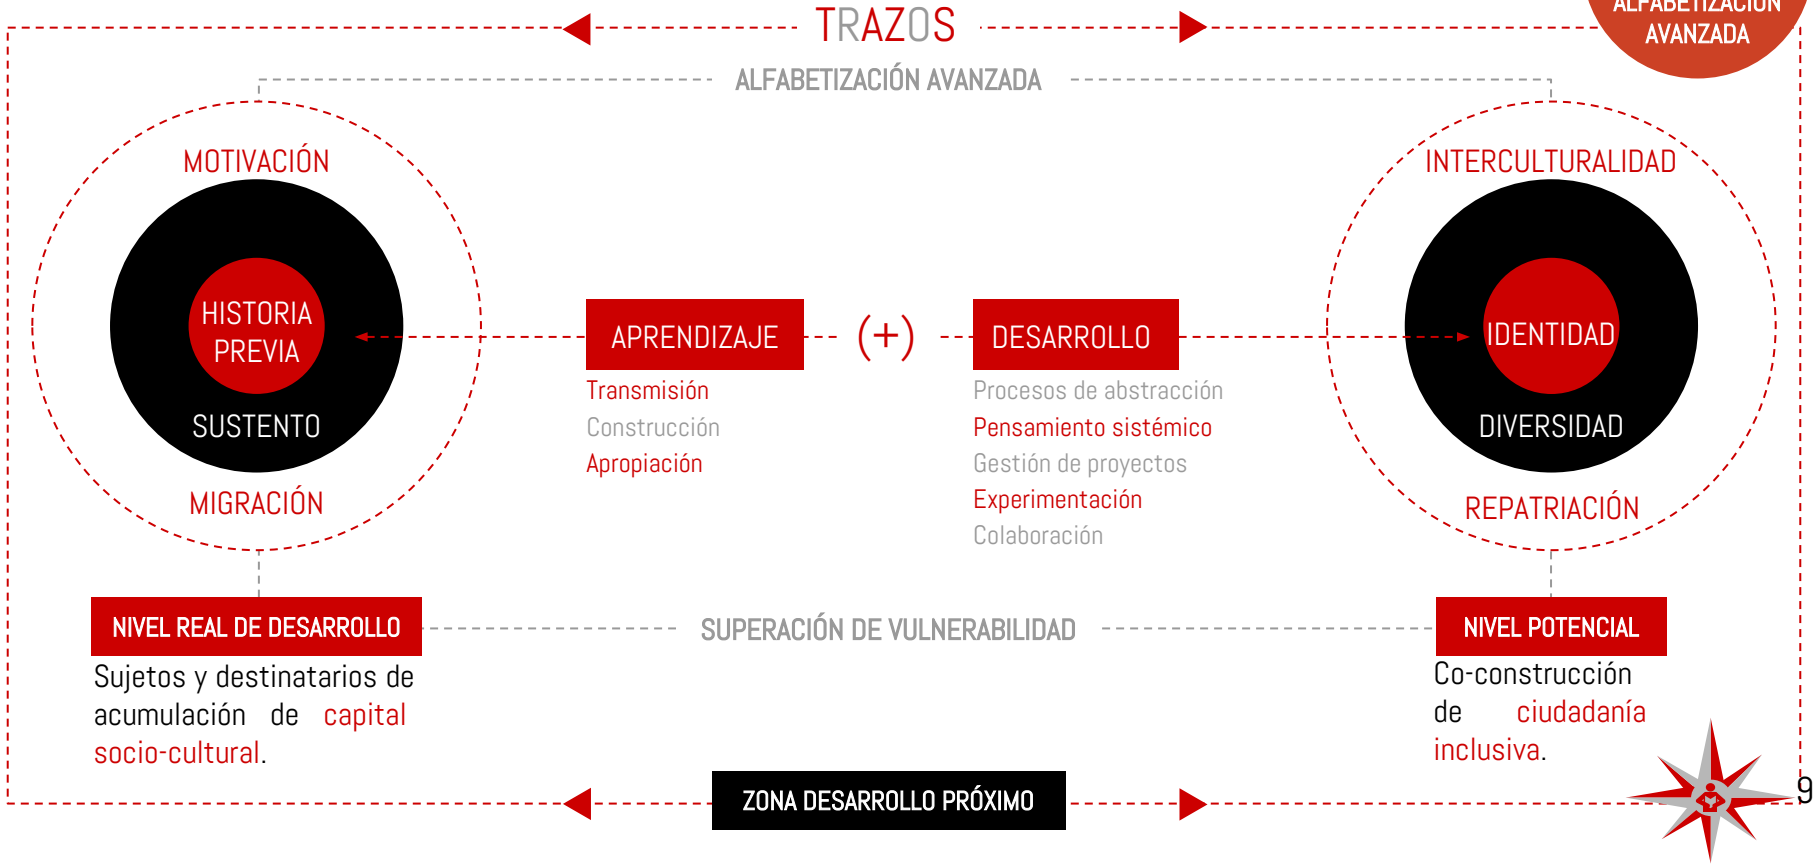 TRAZOS
ALFABETIZACIÓN
AVANZADA
ALFABETIZACIÓN AVANZADA
MOTIVACIÓN
HISTORIA
PREVIA
SUSTENTO
MIGRACIÓN
APRENDIZAJE
Transmisión
Construcción
Apropiación
(+)
DESARROLLO
Procesos de abstracción
Pensamiento sistémico
Gestión de proyectos
Experimentación
Colaboración
INTERCULTURALIDAD
IDENTIDAD
DIVERSIDAD
REPATRIACIÓN
NIVEL REAL DE DESARROLLO
Sujetos y destinatarios de
acumulación de capital
socio-cultural.
SUPERACIÓN DE VULNERABILIDAD
NIVEL POTENCIAL
Co-construcción
de ciudadanía
inclusiva.
ZONA DESARROLLO PRÓXIMO
9